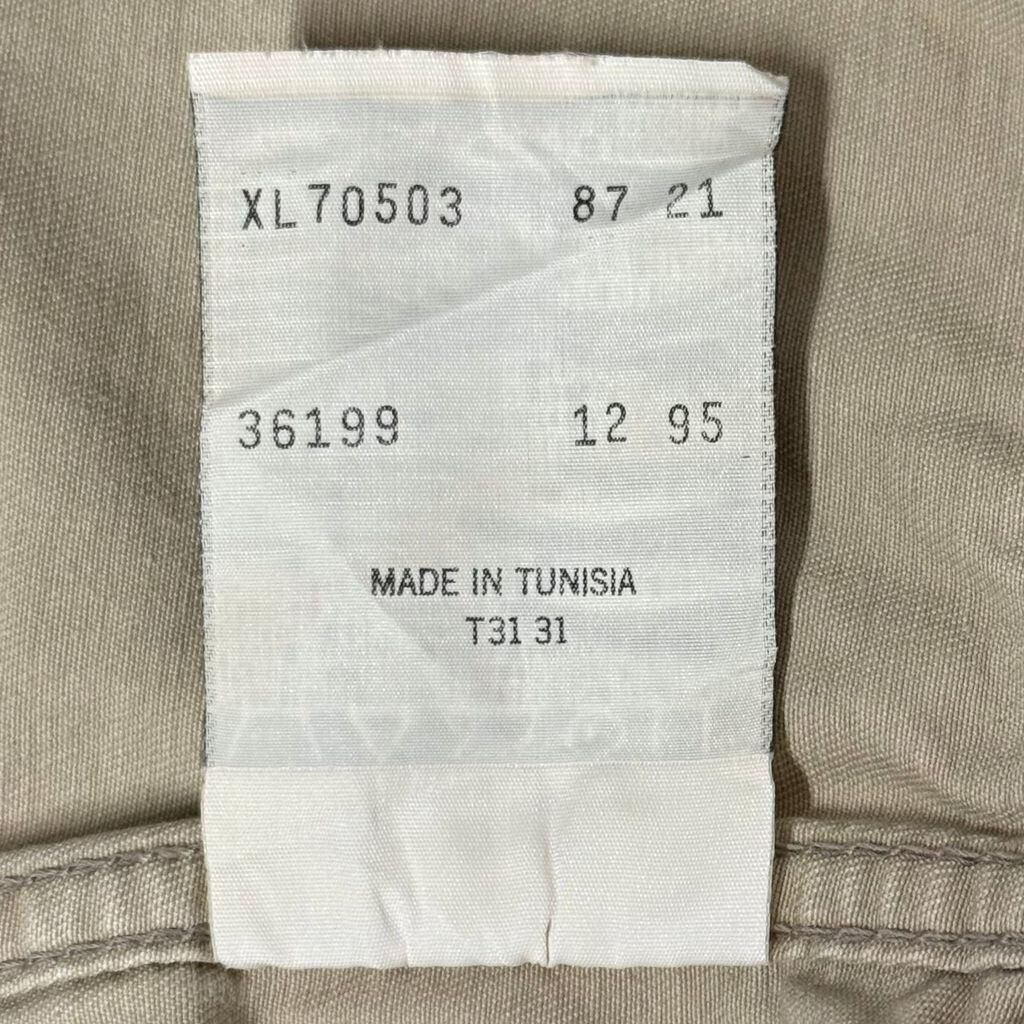 XL70503 87 21
36199 12 95
MADE IN TUNISIA
T31 31